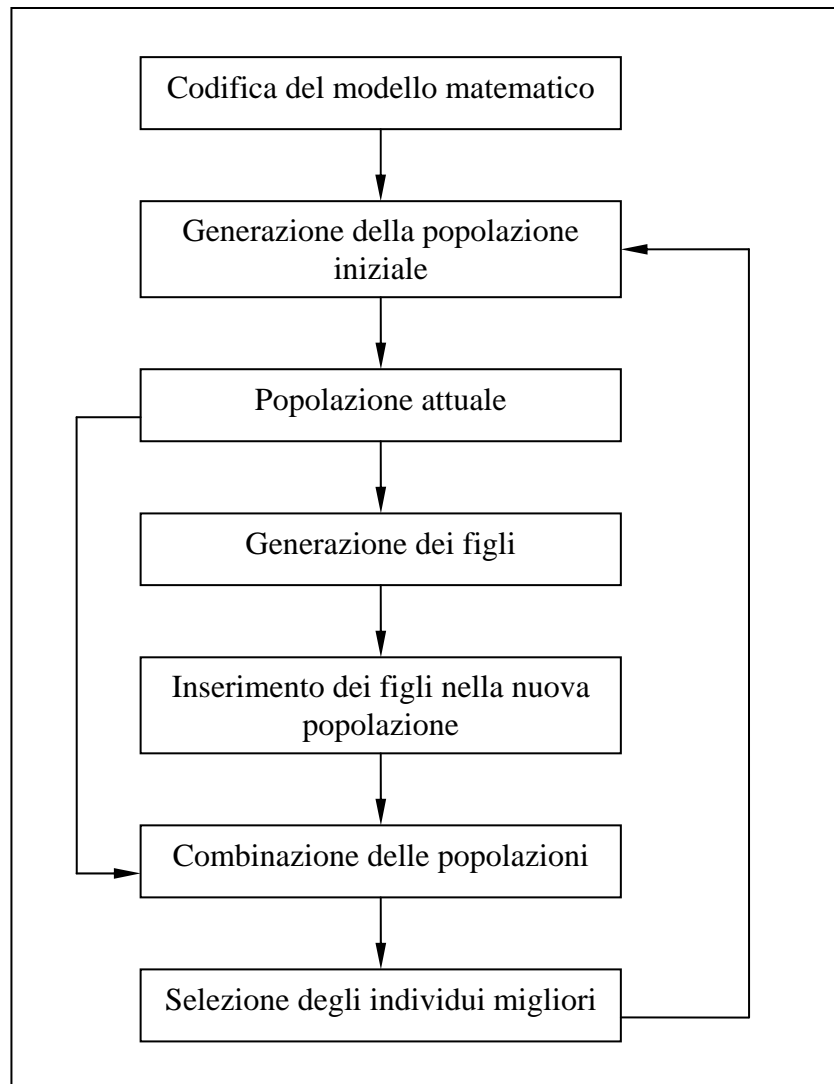 Codifica del modello matematico
Generazione della popolazione
iniziale
Popolazione attuale
Generazione dei figli
Inserimento dei figli nella nuova
popolazione
Combinazione delle popolazioni
Selezione degli individui migliori